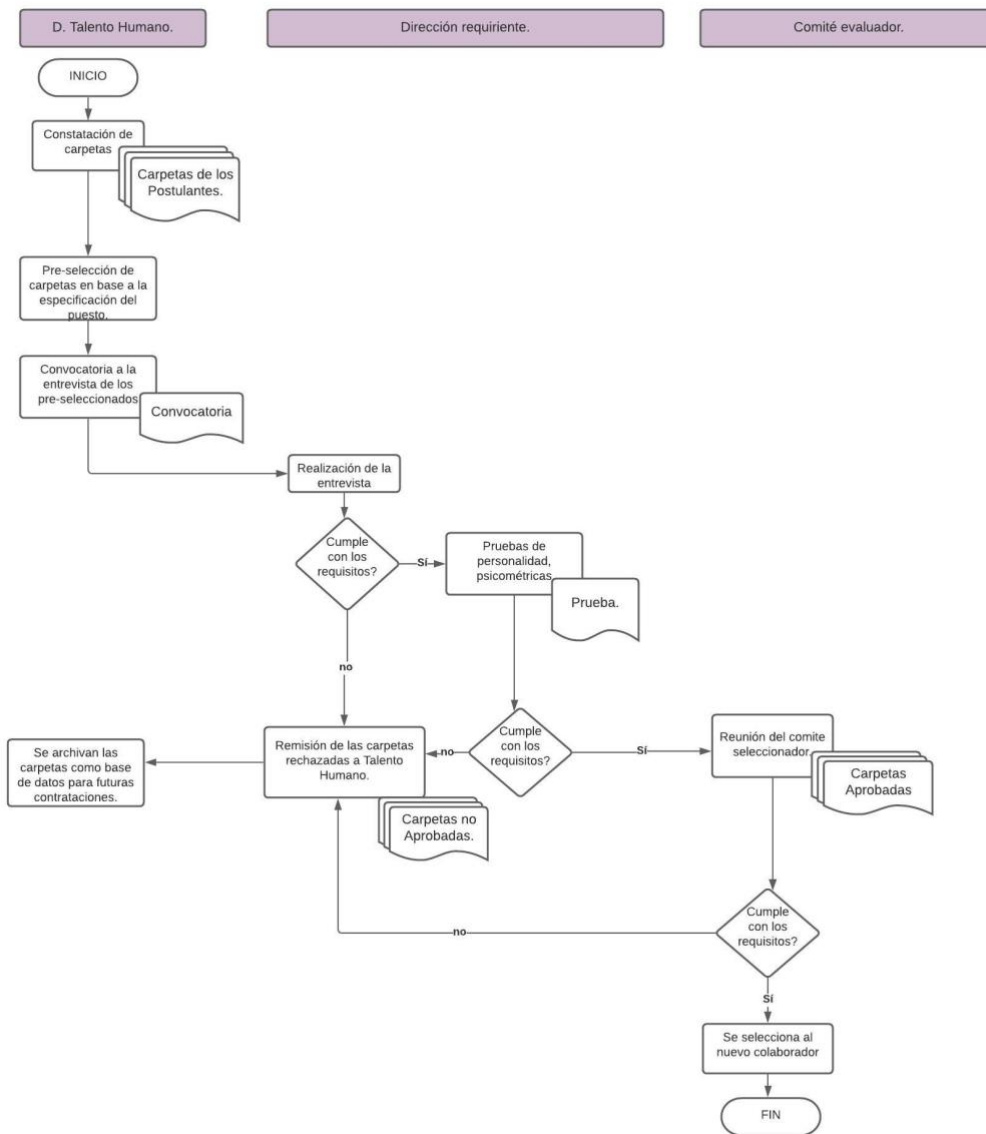 D. Talento Humano.
Dirección requiriente.
Comité evaluador.
INICIO
Constatación de
carpetas
Carpetas de los
Postulantes.
Pre-selección de
carpetas en base a la
especificación del
puesto.
Convocatoria a la
entrevista de los
pre-seleccionados
Convocatoria
Realización de la
entrevista
Cumple
con los
requisitos?
Sí
Pruebas de
personalidad,
psicométricas
Prueba.
no
Remisión de las carpetas
rechazadas a Talento
Humano.
no
Cumple
con los
requisitos?
Sí
Reunión del comite
seleccionador
Carpetas
Aprobadas
Se archivan las
carpetas como base
de datos para futuras
contrataciones.
Carpetas no
Aprobadas.
Cumple
con los
requisitos?
no
Sí
Se selecciona al
nuevo colaborador
FIN